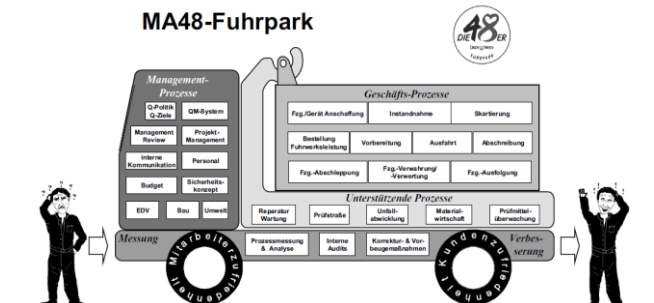 MA48-Fuhrpark
DIE 48ER
Management-
Prozesse
Q-Politik
Q-Ziele
QM-System
Management
Review
Projekt-
Management
interne
Kommunikation
Personal
Budget
Sicherheits-
konzept
EDV
Bau
Umwelt
Geschäfts-Prozesse
Fzg./Gerät Anschaffung
Instandnahme
Skartierung
Bestellung
Fuhrwerksleistung
Vorbereitung
Ausfahrt
Abschreibung
Fzg.-Abschleppung
Fzg.-Verwahrung/
-Verwertung
Fzg.-Ausfolgung
Unterstützende Prozesse
Reparatur
Wartung
Prüfstraße
Unfall-
abwicklung
Material-
wirtschaft
Prüfmittel-
überwachung
Messung
Mitarbeiterzufriedenheit
Prozessmessung
& Analyse
Interne
Audits
Korrektur- & Vor-
beugemaßnahmen
Kundenzufriedenheit
Verbes-
serung